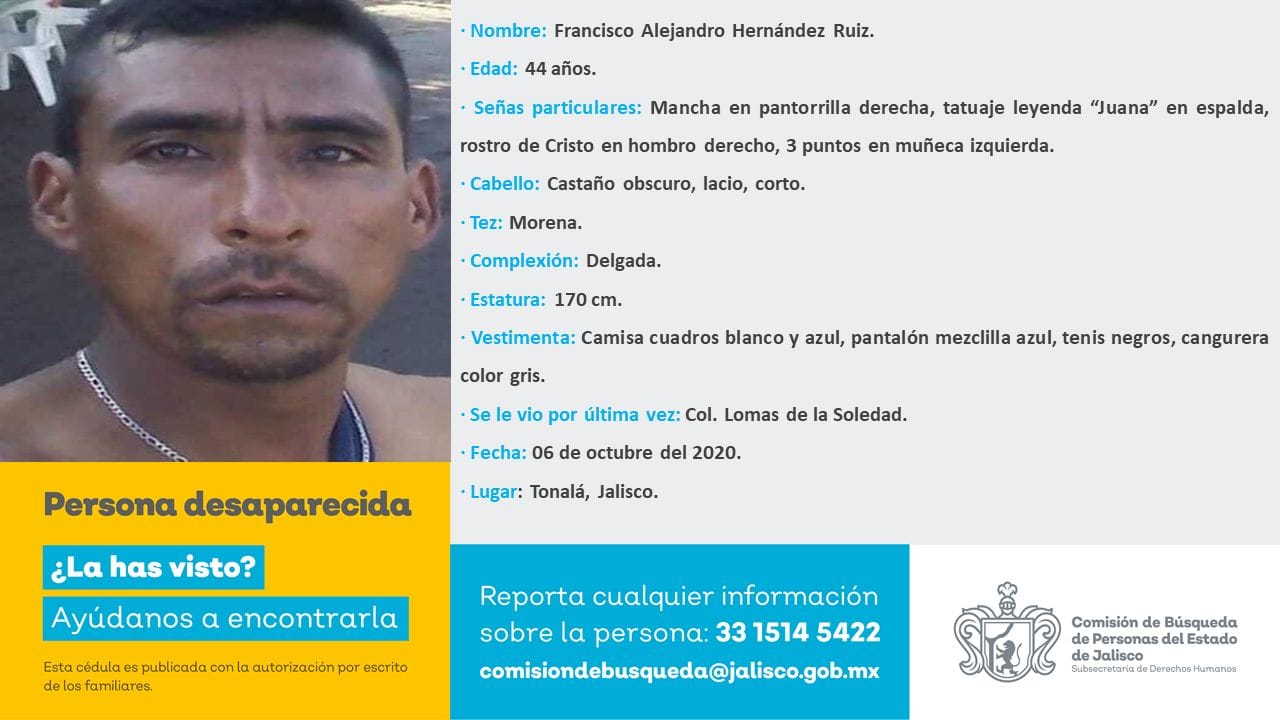 · Nombre: Francisco Alejandro Hernández Ruiz.
· Edad: 44 años.
· Señas particulares: Mancha en pantorrilla derecha, tatuaje leyenda “Juana” en espalda,
rostro de Cristo en hombro derecho, 3 puntos en muñeca izquierda.
· Cabello: Castaño obscuro, lacio, corto.
· Tez: Morena.
· Complexión: Delgada.
· Estatura: 170 cm.
· Vestimenta: Camisa cuadros blanco y azul, pantalón mezclilla azul, tenis negros, cangurera
color gris.
· Se le vio por última vez: Col. Lomas de la Soledad.
· Fecha: 06 de octubre del 2020.
· Lugar: Tonalá, Jalisco.
Persona desaparecida
¿La has visto?
Ayúdanos a encontrarla
Esta cédula es publicada con la autorización por escrito
de los familiares.
Reporta cualquier información
sobre la persona: 33 1514 5422
comisiondebusqueda@jalisco.gob.mx
Comisión de Búsqueda
de Personas del Estado
de Jalisco
Subsecretaría de Derechos Humanos